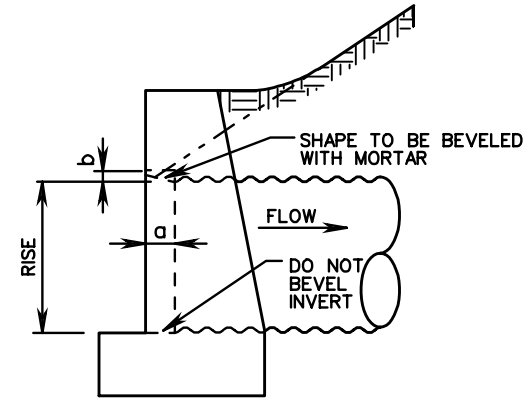 SHAPE TO BE BEVELED
WITH MORTAR
b
FLOW
a
RISE
DO NOT
BEVEL
INVERT